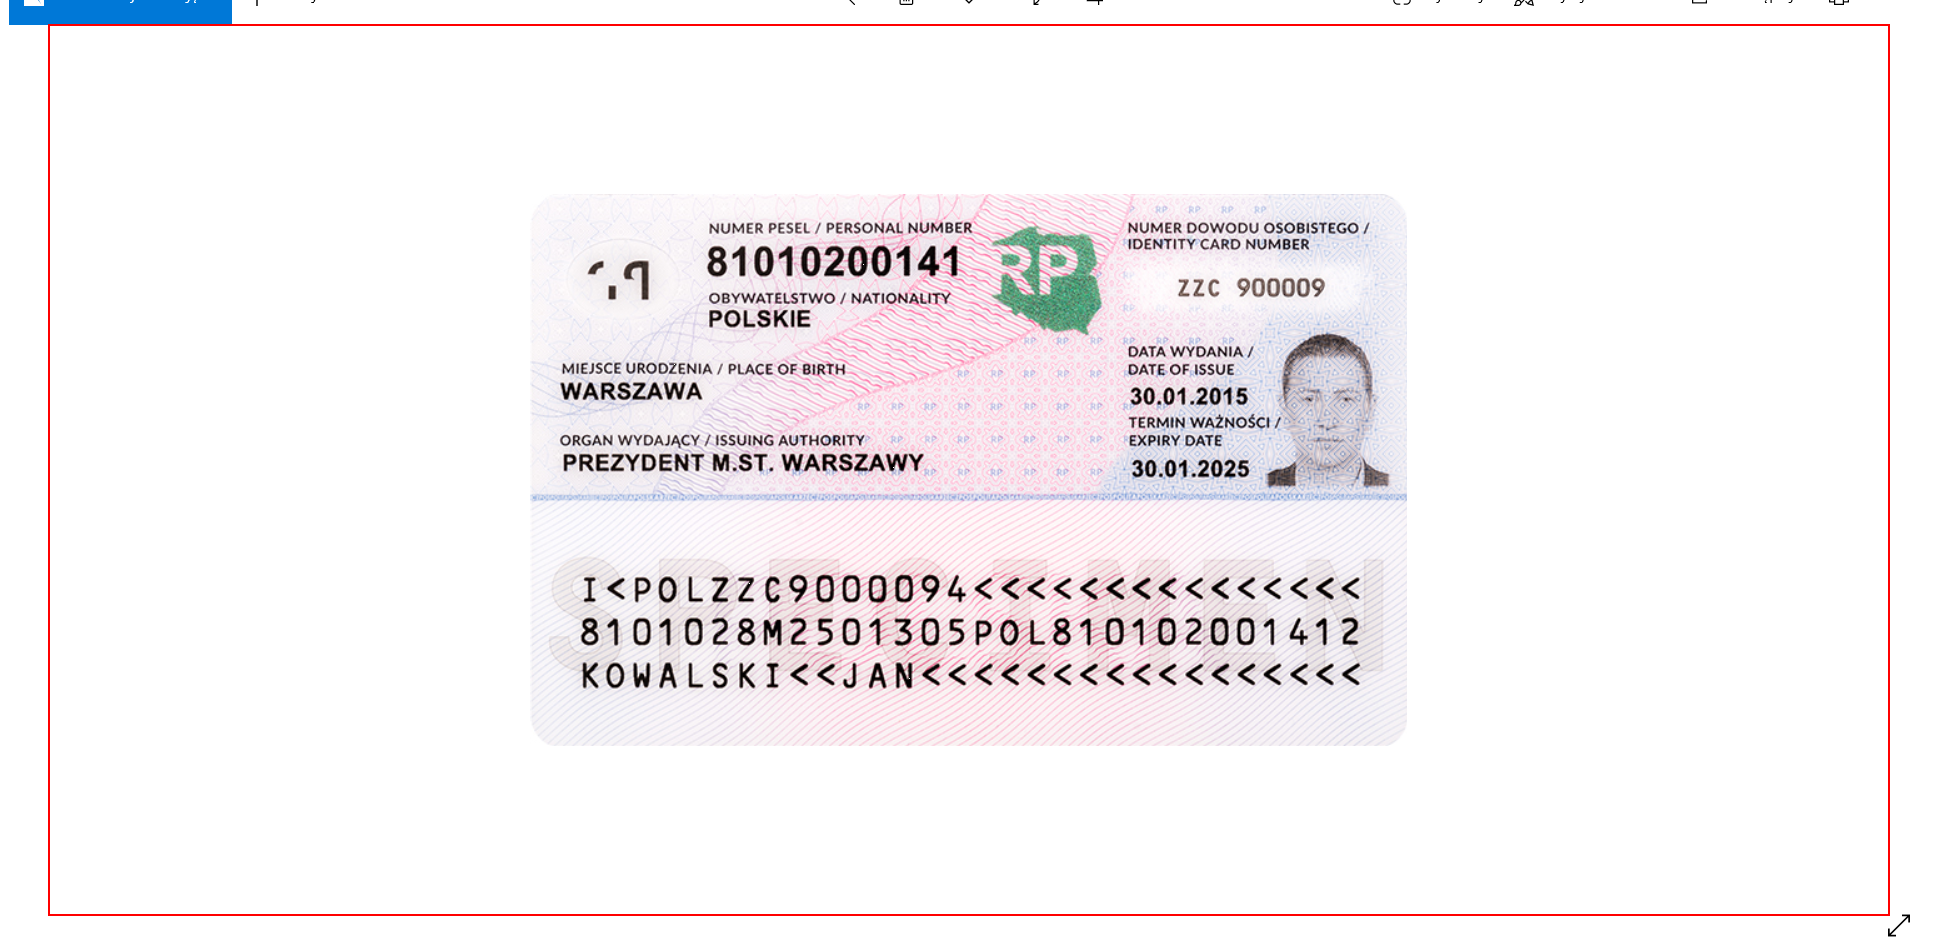 NUMER PESEL / PERSONAL NUMBER
81010200141
OBYWATELSTWO / NATIONALITY
POLSKIE
MIEJSCE URODZENIA / PLACE OF BIRTH
WARSZAWA
ORGAN WYDAJĄCY / ISSUING AUTHORITY
PREZYDENT M.ST. WARSZAWY
RP
NUMER DOWODU OSOBISTEGO /
IDENTITY CARD NUMBER
ZZC 900009
DATA WYDANIA /
DATE OF ISSUE
30.01.2015
TERMIN WAŻNOŚCI /
EXPIRY DATE
30.01.2025
SPECIMEN
I<POLZZC9000094<<<<<<<<<<<<<<<
8101028M2501305POL810102001412
KOWALSKI<<JAN<<<<<<<<<<<<<<<<<